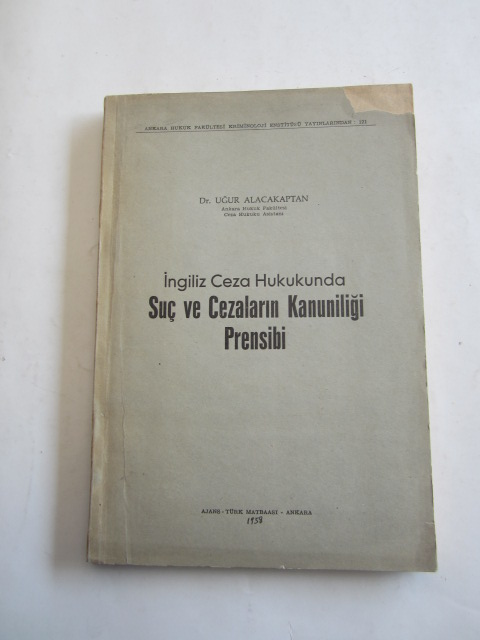 ANKARA HUKUK FAKÜLTESİ KRİMİNOLOJİ ENSTİTÜSÜ YAYINLARINDAN :
Dr. UĞUR ALACAKAPTAN
Ankara Hukuk Fakültesi
Ceza Hukuku Asistanı
İngiliz Ceza Hukukunda
Suç ve Cezaların Kanuniliği
Prensibi
AJANS - TÜRK MATBAASI - ANKARA
1958